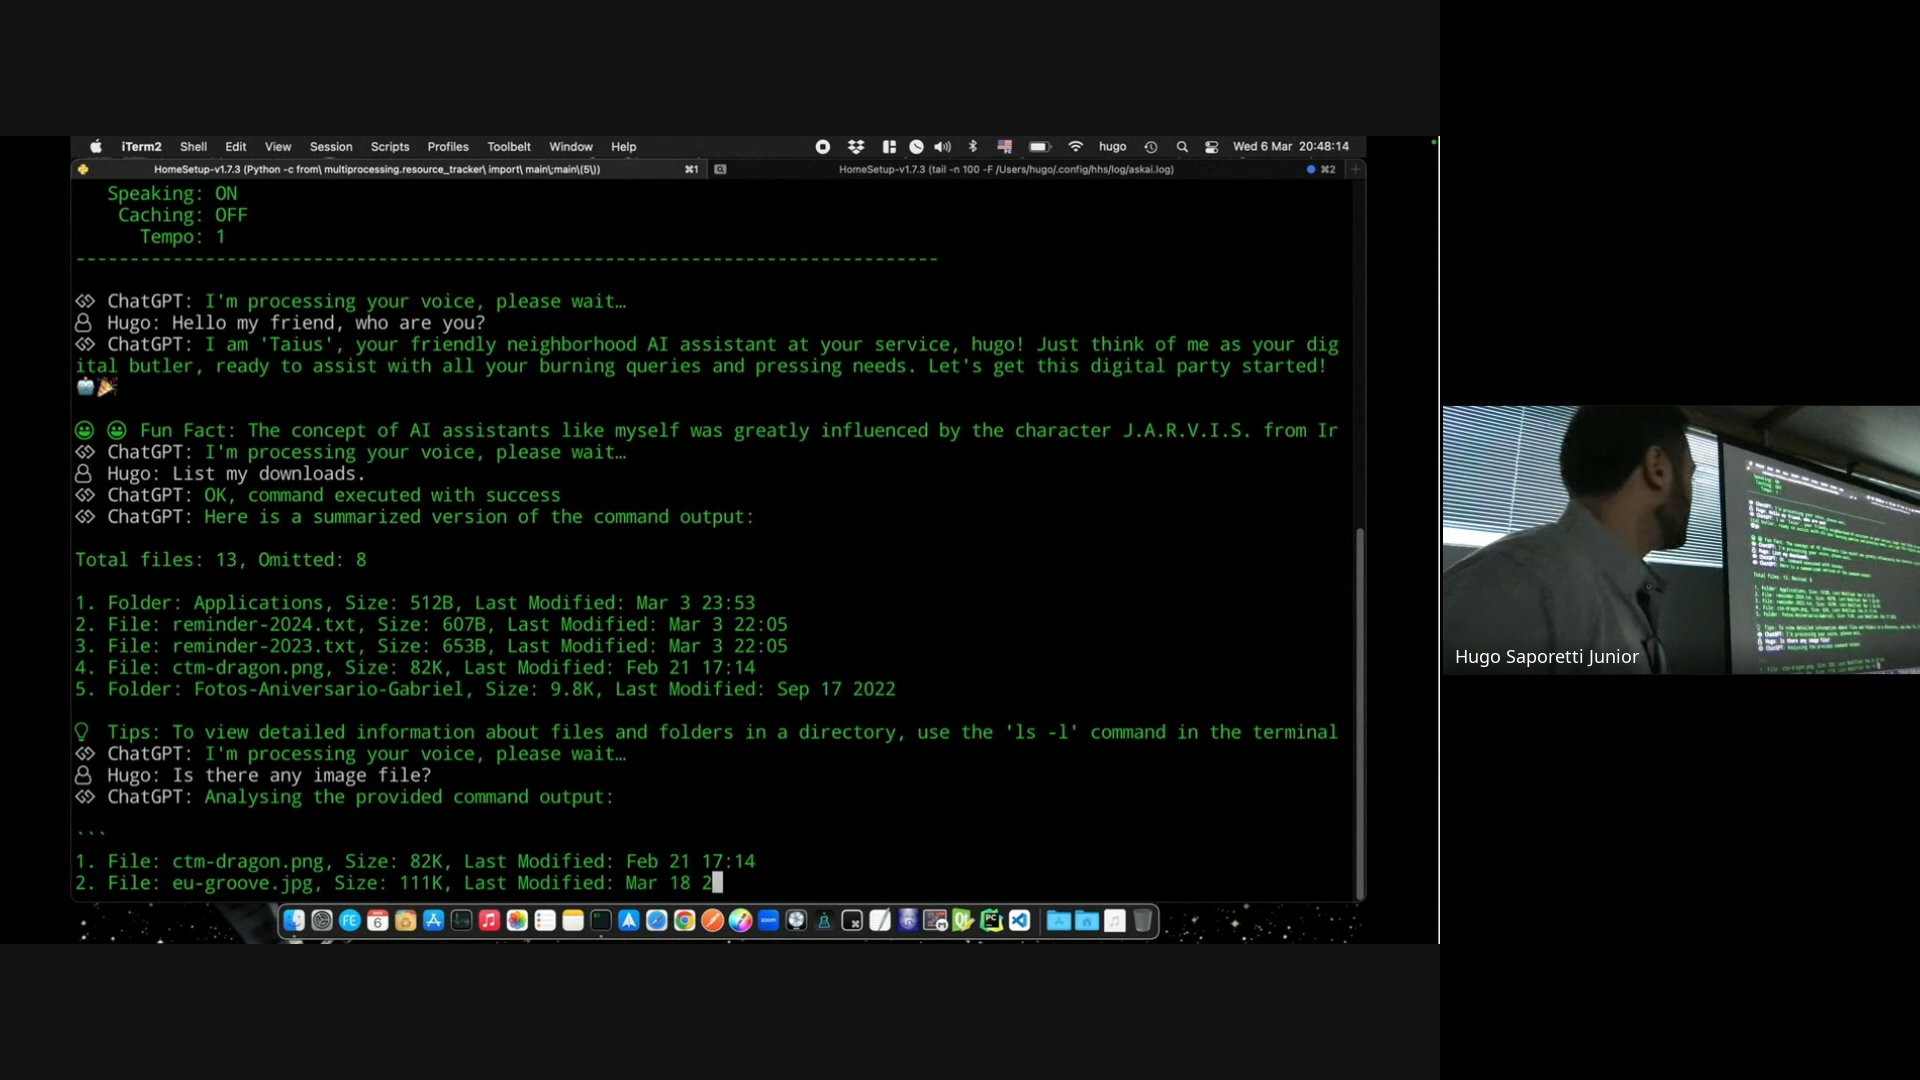 iTerm2 Shell Edit View Session Scripts Profiles Toolbelt Window Help hugo Wed 6 Mar 20:48:14
HomeSetup-v1.7.3 (Python -c from\ multiprocessing.resource_tracker\ import\ main\;main\(5\)) ⌘1 HomeSetup-v1.7.3 (tail -n 100 -F /Users/hugo/.config/hhs/log/askai.log) ⌘2
Speaking: ON
Caching: OFF
Tempo: 1
--------------------------------------------------------------------------------
ChatGPT: I'm processing your voice, please wait…
Hugo: Hello my friend, who are you?
ChatGPT: I am 'Taius', your friendly neighborhood AI assistant at your service, hugo! Just think of me as your dig
ital butler, ready to assist with all your burning queries and pressing needs. Let's get this digital party started!
Fun Fact: The concept of AI assistants like myself was greatly influenced by the character J.A.R.V.I.S. from Ir
ChatGPT: I'm processing your voice, please wait…
Hugo: List my downloads.
ChatGPT: OK, command executed with success
ChatGPT: Here is a summarized version of the command output:
Total files: 13, Omitted: 8
1. Folder: Applications, Size: 512B, Last Modified: Mar 3 23:53
2. File: reminder-2024.txt, Size: 607B, Last Modified: Mar 3 22:05
3. File: reminder-2023.txt, Size: 653B, Last Modified: Mar 3 22:05
4. File: ctm-dragon.png, Size: 82K, Last Modified: Feb 21 17:14
5. Folder: Fotos-Aniversario-Gabriel, Size: 9.8K, Last Modified: Sep 17 2022
Tips: To view detailed information about files and folders in a directory, use the 'ls -l' command in the terminal
ChatGPT: I'm processing your voice, please wait…
Hugo: Is there any image file?
ChatGPT: Analysing the provided command output:
```
1. File: ctm-dragon.png, Size: 82K, Last Modified: Feb 21 17:14
2. File: eu-groove.jpg, Size: 111K, Last Modified: Mar 18 2
Hugo Saporetti Junior